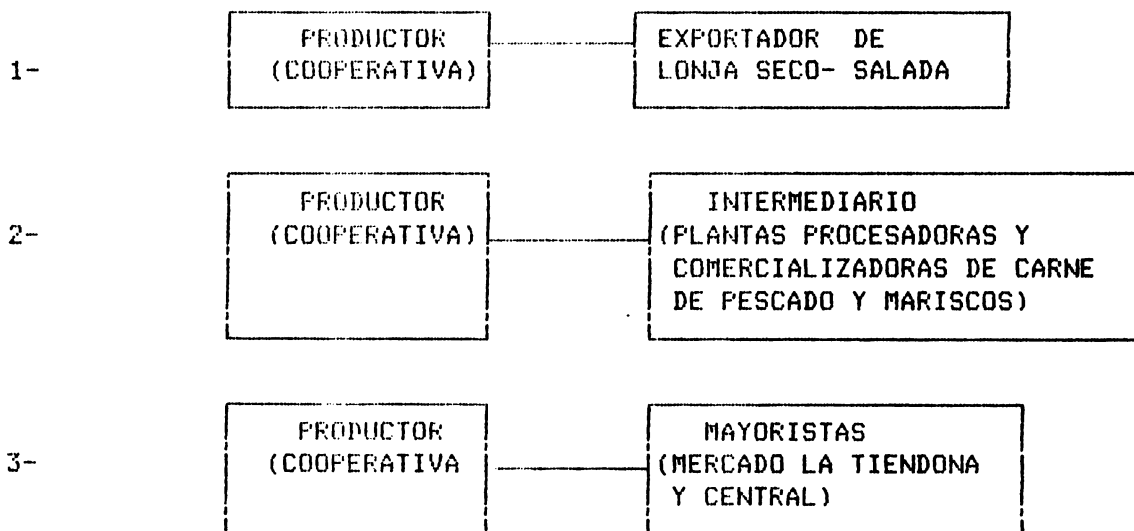 1-
PRODUCTOR
(COOPERATIVA)
EXPORTADOR DE
LONJA SECO- SALADA
2-
PRODUCTOR
(COOPERATIVA)
INTERMEDIARIO
(PLANTAS PROCESADORAS Y
COMERCIALIZADORAS DE CARNE
DE PESCADO Y MARISCOS)
3-
PRODUCTOR
(COOPERATIVA
MAYORISTAS
(MERCADO LA TIENDONA
Y CENTRAL)